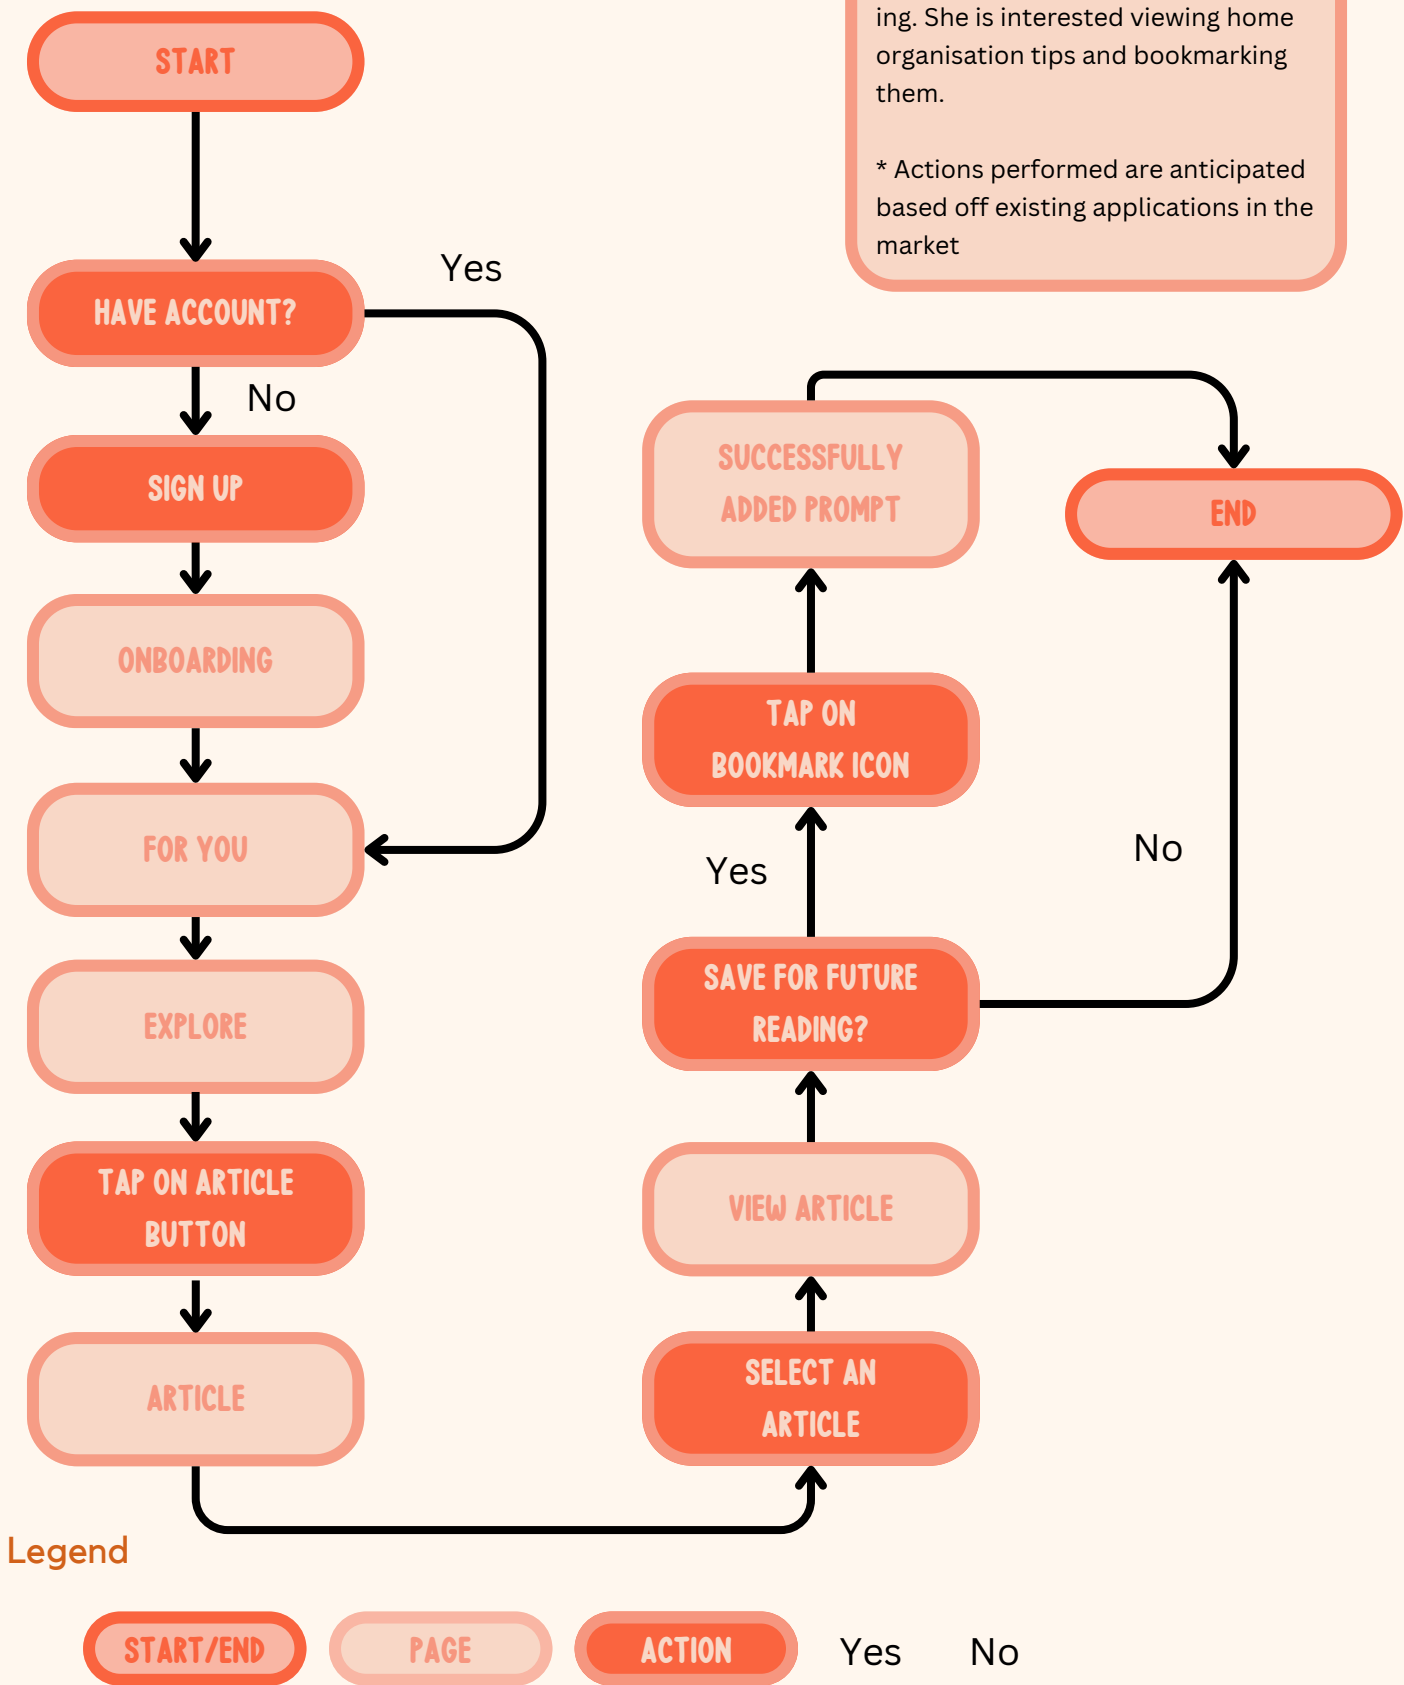 ing. She is interested viewing home
organisation tips and bookmarking
them.
* Actions performed are anticipated
based off existing applications in the
market
START
HAVE ACCOUNT?
Yes
No
SIGN UP
ONBOARDING
FOR YOU
EXPLORE
TAP ON ARTICLE
BUTTON
ARTICLE
SELECT AN
ARTICLE
VIEW ARTICLE
SAVE FOR FUTURE
READING?
Yes
No
TAP ON
BOOKMARK ICON
SUCCESSFULLY
ADDED PROMPT
END
Legend
START/END
PAGE
ACTION
Yes
No